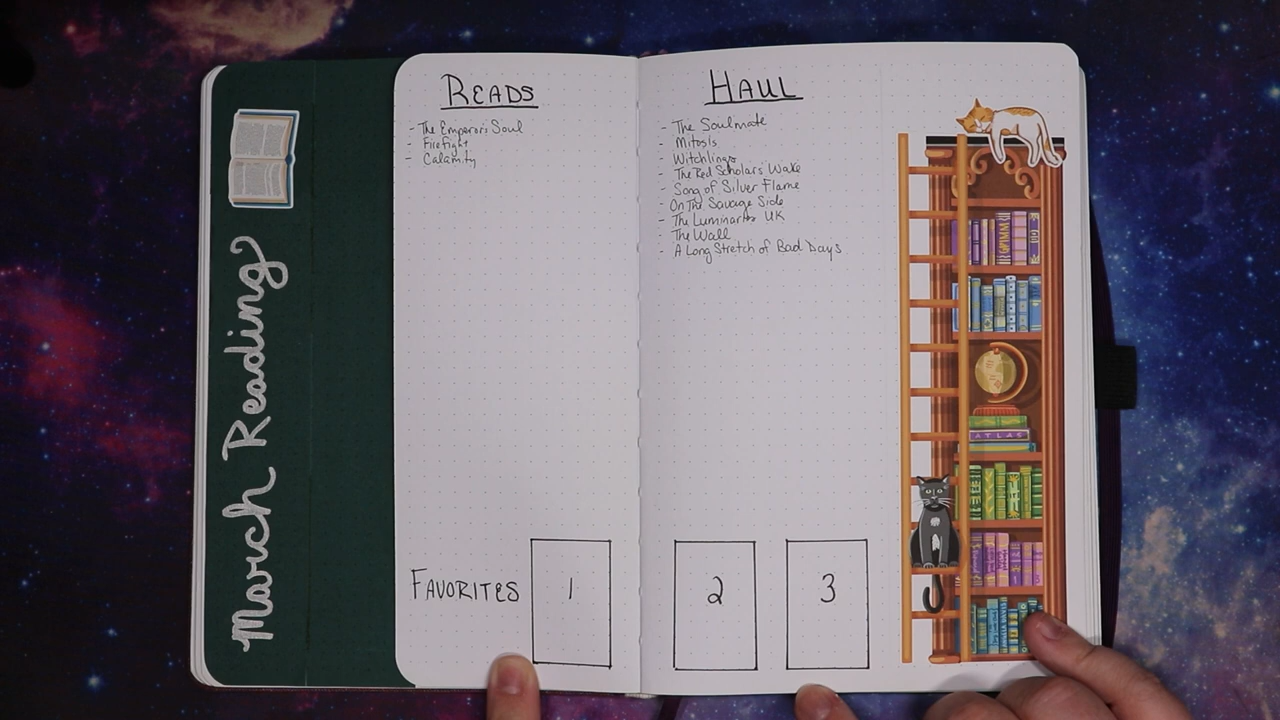 March Reading
READS
- The Emperor's Soul
- Firefight
- Calamity
FAVORITES
1
HAUL
- The Soulmate
- Mitosis
- Witchlings
- The Red Scholar's Wake
- Song of Silver Flame
- On The Savage Side
- The Luminaries UK
- The Wall
- A Long Stretch of Bad Days
2
3
GRIMM
ATLAS